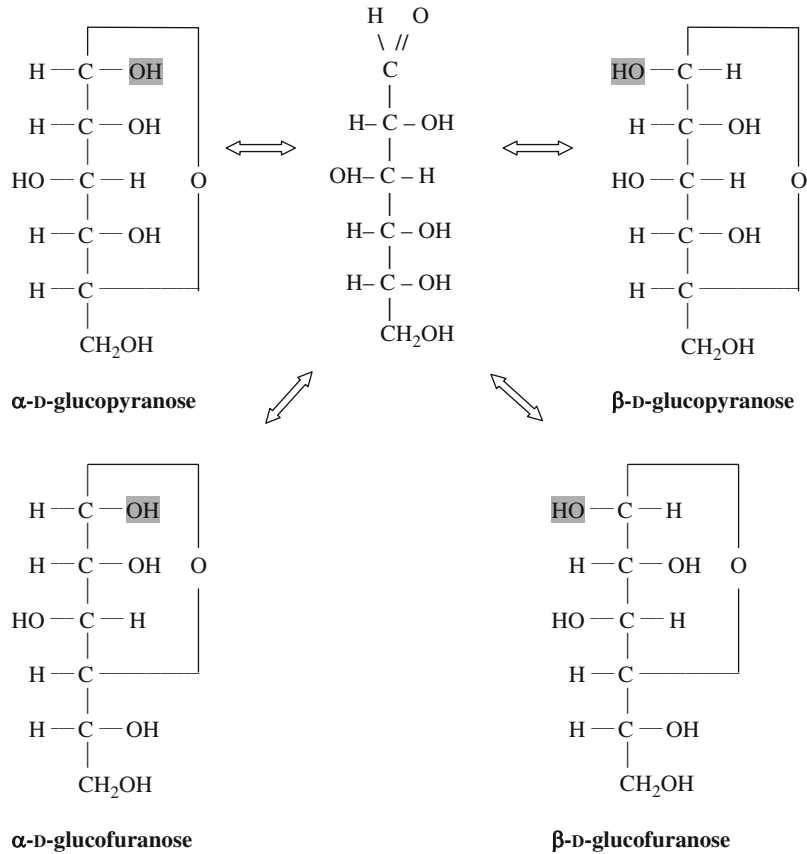 H O
\ //
H—C—OH
C
HO—C—H
H—C—OH
H–C–OH
H—C—OH
HO—C—H O
OH–C–H
HO—C—H O
H—C—OH
H–C–OH
H—C—OH
H—C
H–C–OH
H—C
CH₂OH
CH₂OH
CH₂OH
α-D-glucopyranose
β-D-glucopyranose
H—C—OH
HO—C—H
H—C—OH O
H—C—OH O
HO—C—H
HO—C—H
H—C
H—C
H—C—OH
H—C—OH
CH₂OH
CH₂OH
α-D-glucofuranose
β-D-glucofuranose